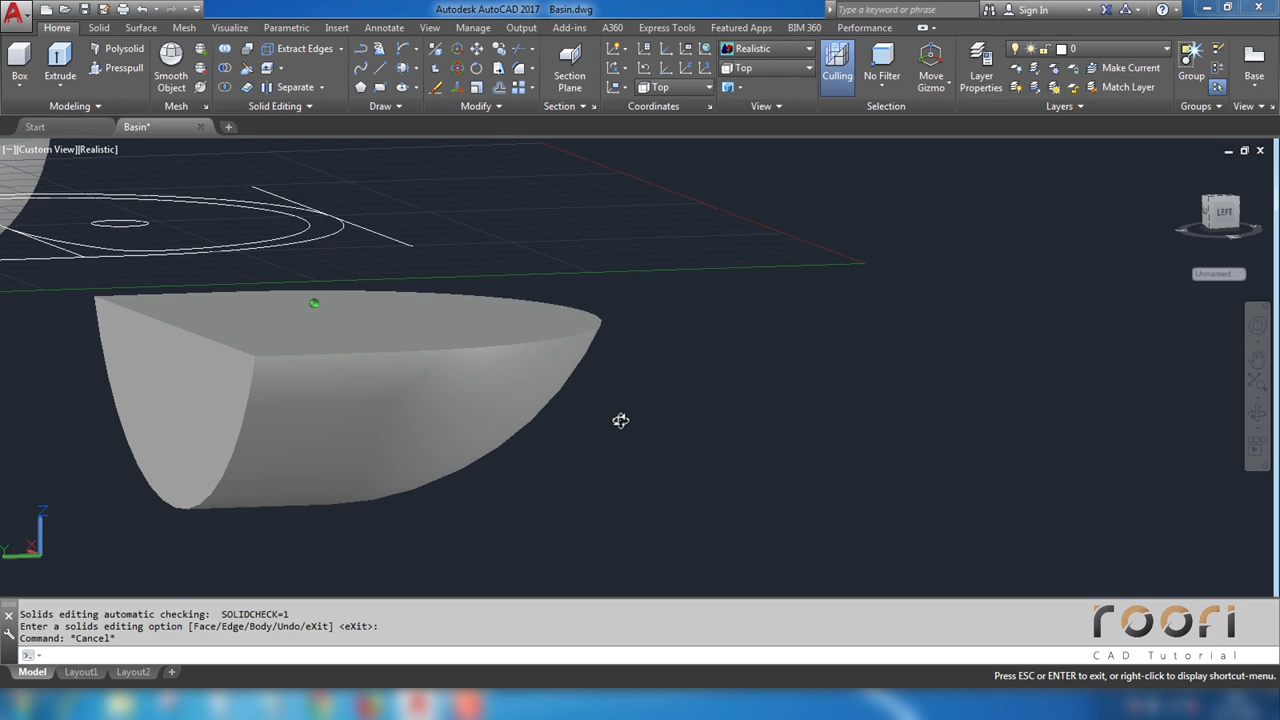 Autodesk AutoCAD 2017 Basin.dwg
Type a keyword or phrase
Sign In
Home Solid Surface Mesh Visualize Parametric Insert Annotate View Manage Output Add-ins A360 Express Tools Featured Apps BIM 360 Performance
Box
Extrude
Polysolid
Presspull
Smooth
Object
Extrude Edges
Separate
Realistic
Top
Top
Section
Plane
Culling
No Filter
Move
Gizmo
Layer
Properties
0
Make Current
Match Layer
Group
Base
Modeling
Mesh
Solid Editing
Draw
Modify
Section
Coordinates
View
Selection
Layers
Groups
View
Start
Basin*
[−][Custom View][Realistic]
LEFT
Unnamed
Z
X
Y
Solids editing automatic checking: SOLIDCHECK=1
Enter a solids editing option [Face/Edge/Body/Undo/eXit] <eXit>:
Command: *Cancel*
roori
CAD Tutorial
Model Layout1 Layout2
Press ESC or ENTER to exit, or right-click to display shortcut-menu.